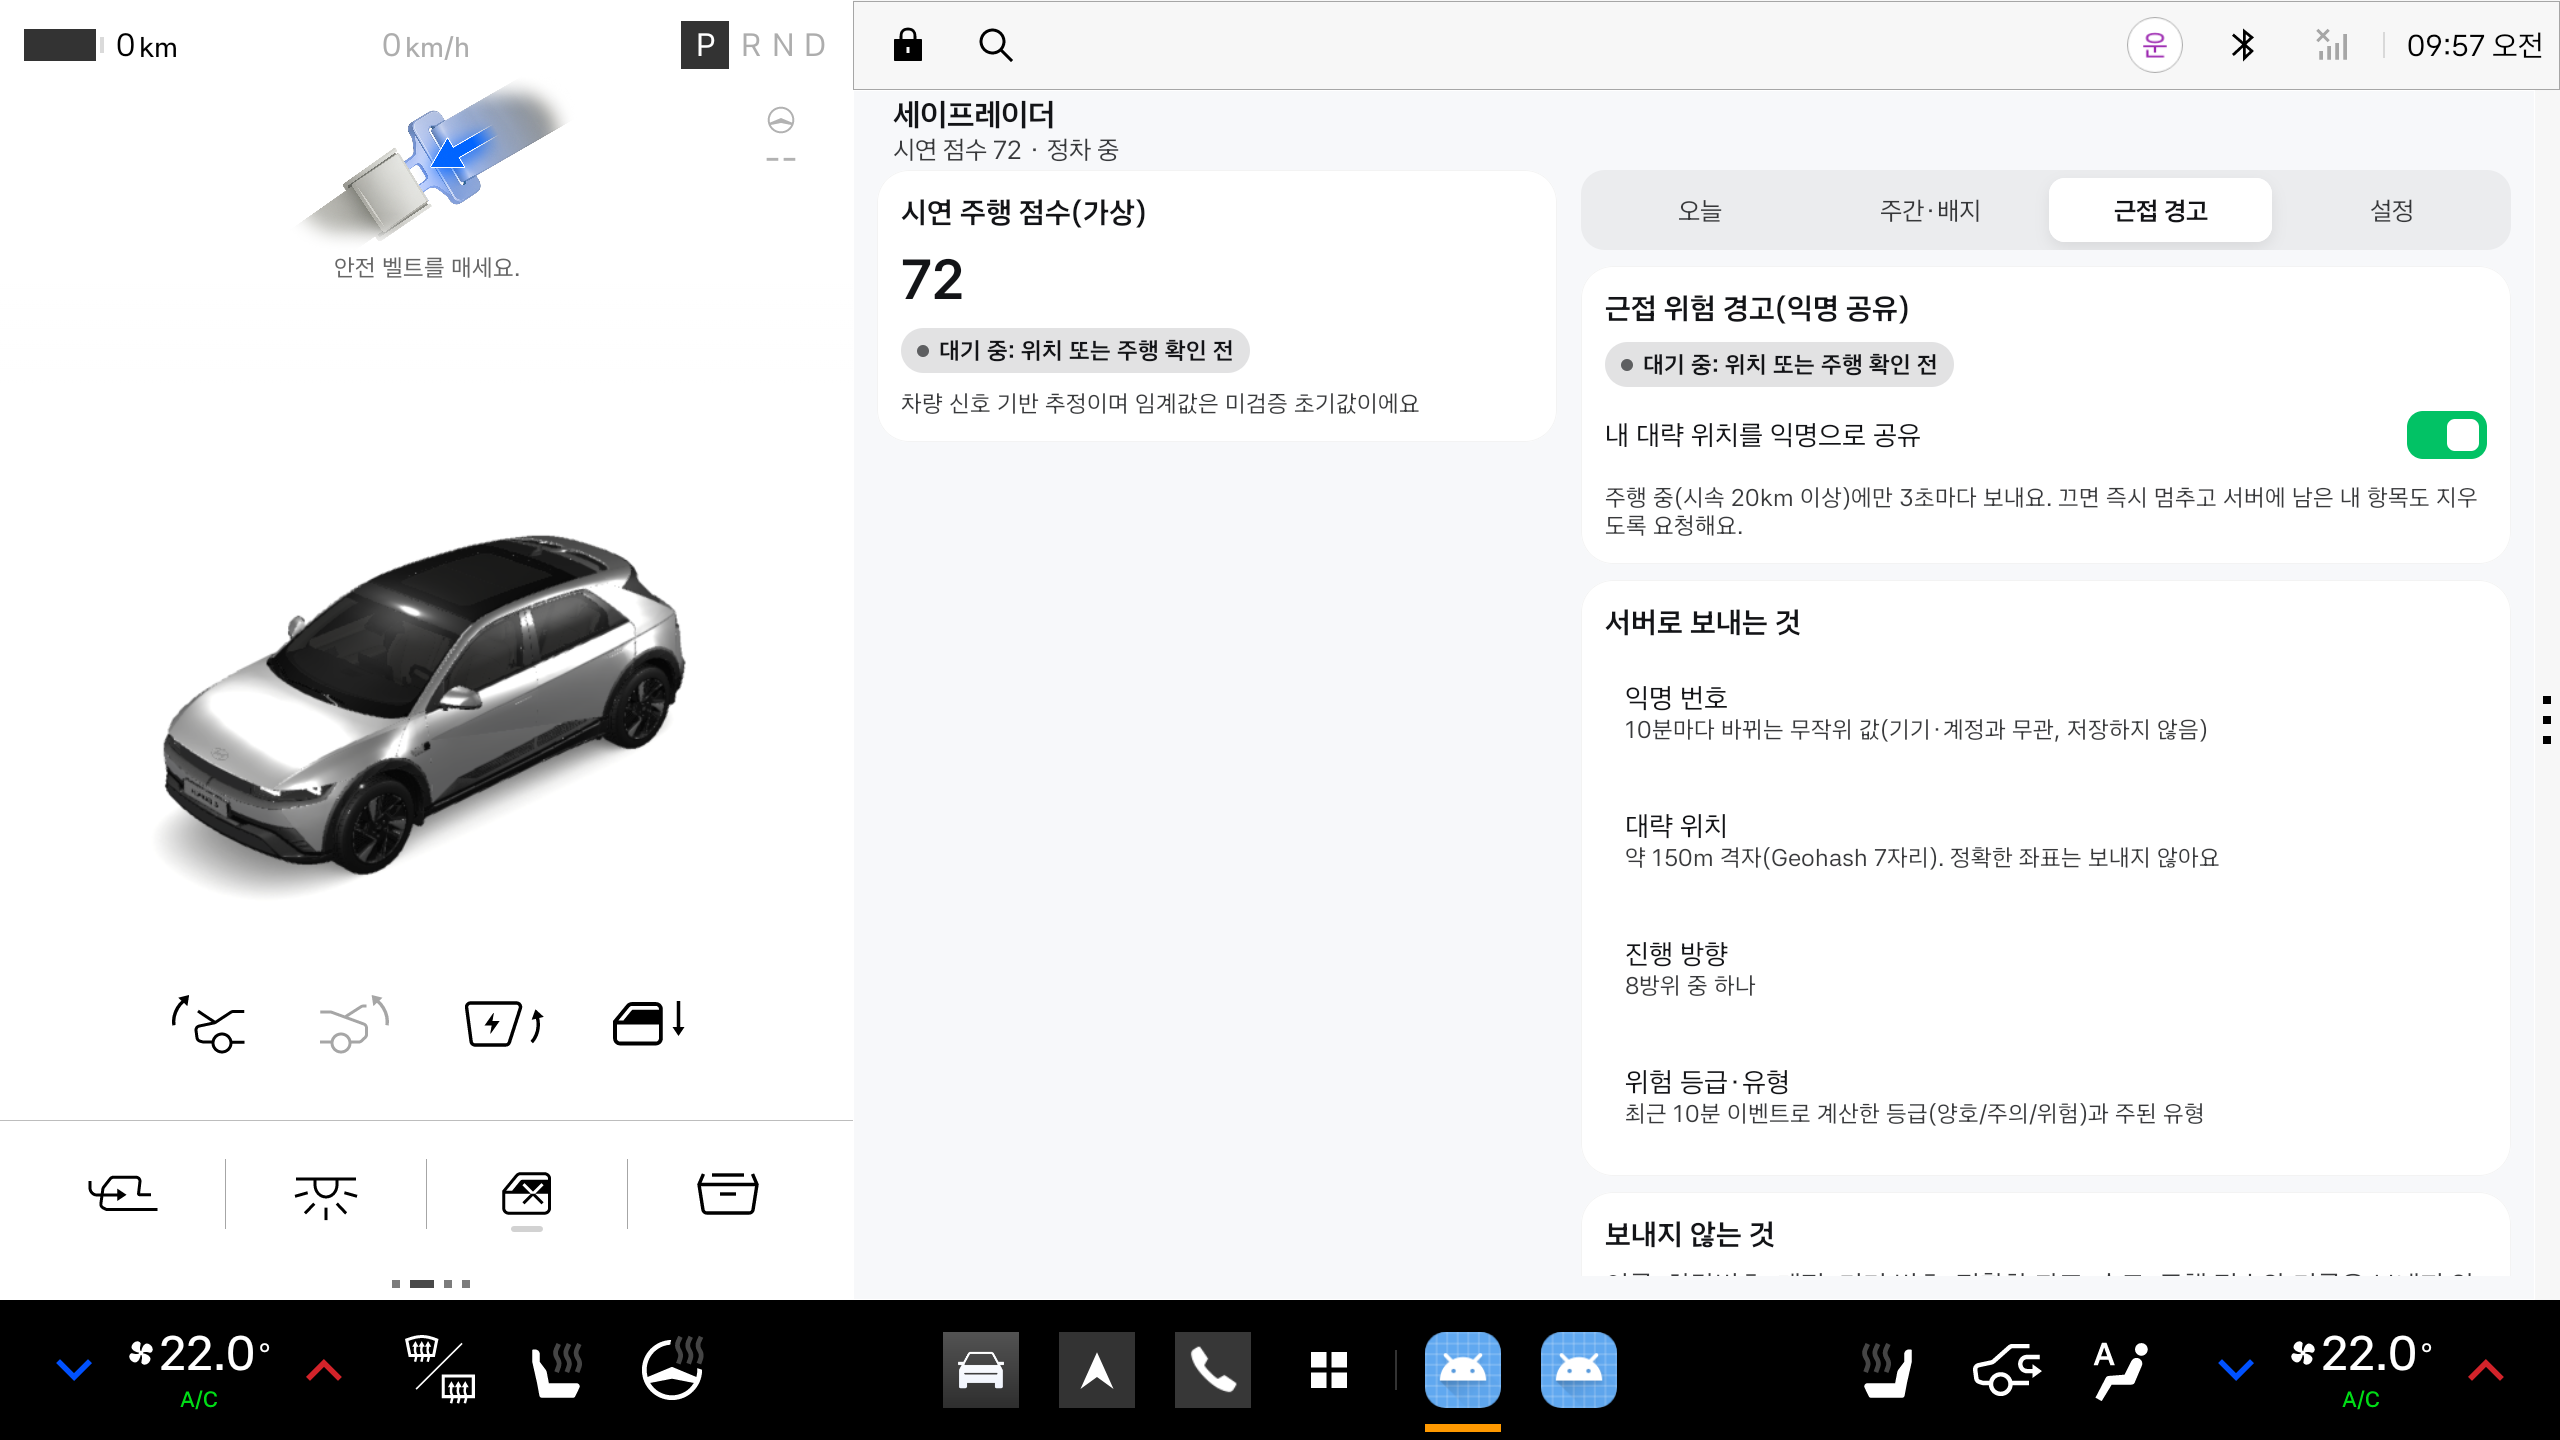 0 km
0 km/h
P R N D
안전 벨트를 매세요.
운
09:57 오전
세이프레이더
시연 점수 72 · 정차 중
시연 주행 점수(가상)
72
대기 중: 위치 또는 주행 확인 전
차량 신호 기반 추정이며 임계값은 미검증 초기값이에요
오늘
주간·배지
근접 경고
설정
근접 위험 경고(익명 공유)
대기 중: 위치 또는 주행 확인 전
내 대략 위치를 익명으로 공유
주행 중(시속 20km 이상)에만 3초마다 보내요. 끄면 즉시 멈추고 서버에 남은 내 항목도 지우
도록 요청해요.
서버로 보내는 것
익명 번호
10분마다 바뀌는 무작위 값(기기·계정과 무관, 저장하지 않음)
대략 위치
약 150m 격자(Geohash 7자리). 정확한 좌표는 보내지 않아요
진행 방향
8방위 중 하나
위험 등급·유형
최근 10분 이벤트로 계산한 등급(양호/주의/위험)과 주된 유형
보내지 않는 것
22.0°
A/C
A
22.0°
A/C